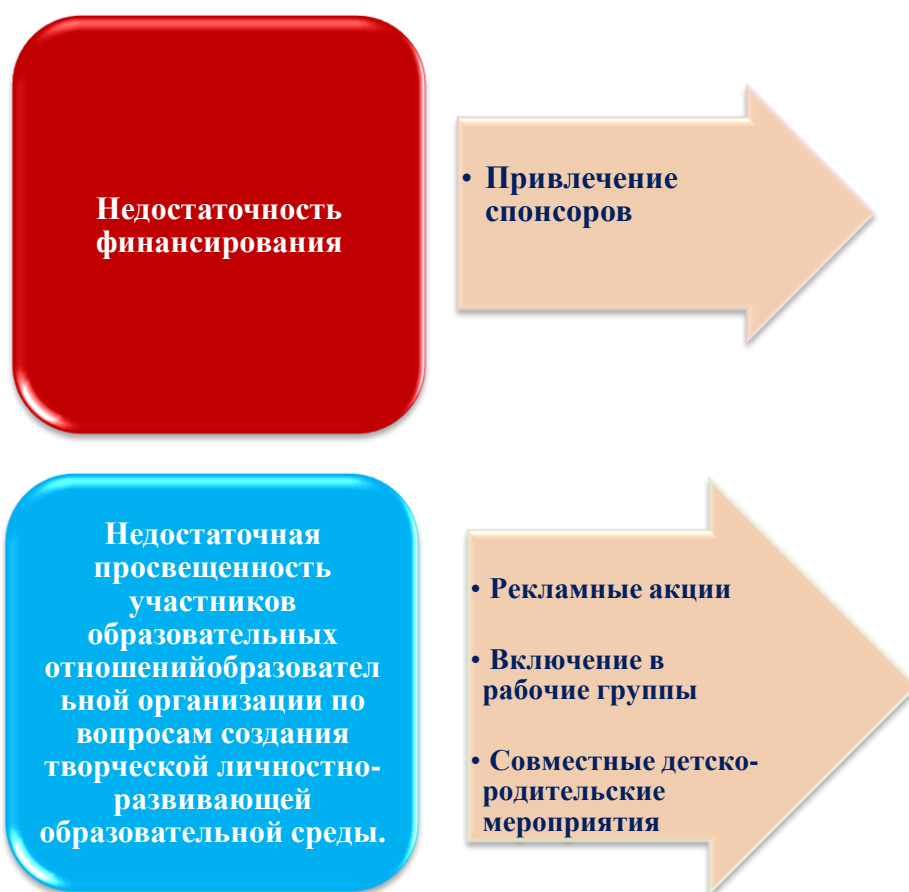 Недостаточность
финансирования
• Привлечение
спонсоров
Недостаточная
просвещенность
участников
образовательных
отношенийобразовател
ьной организации по
вопросам создания
творческой личностно-
развивающей
образовательной среды.
• Рекламные акции
• Включение в
рабочие группы
• Совместные детско-
родительские
мероприятия